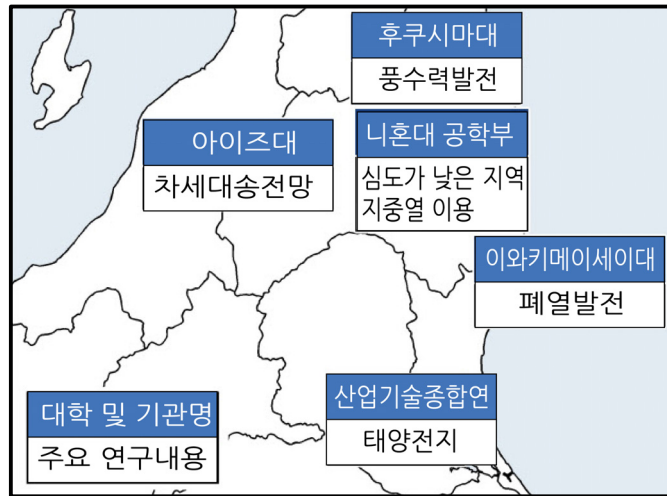 후쿠시마대
풍수력발전
아이즈대
차세대송전망
니혼대 공학부
심도가 낮은 지역
지중열 이용
이와키메이세이대
폐열발전
대학 및 기관명
주요 연구내용
산업기술종합연
태양전지